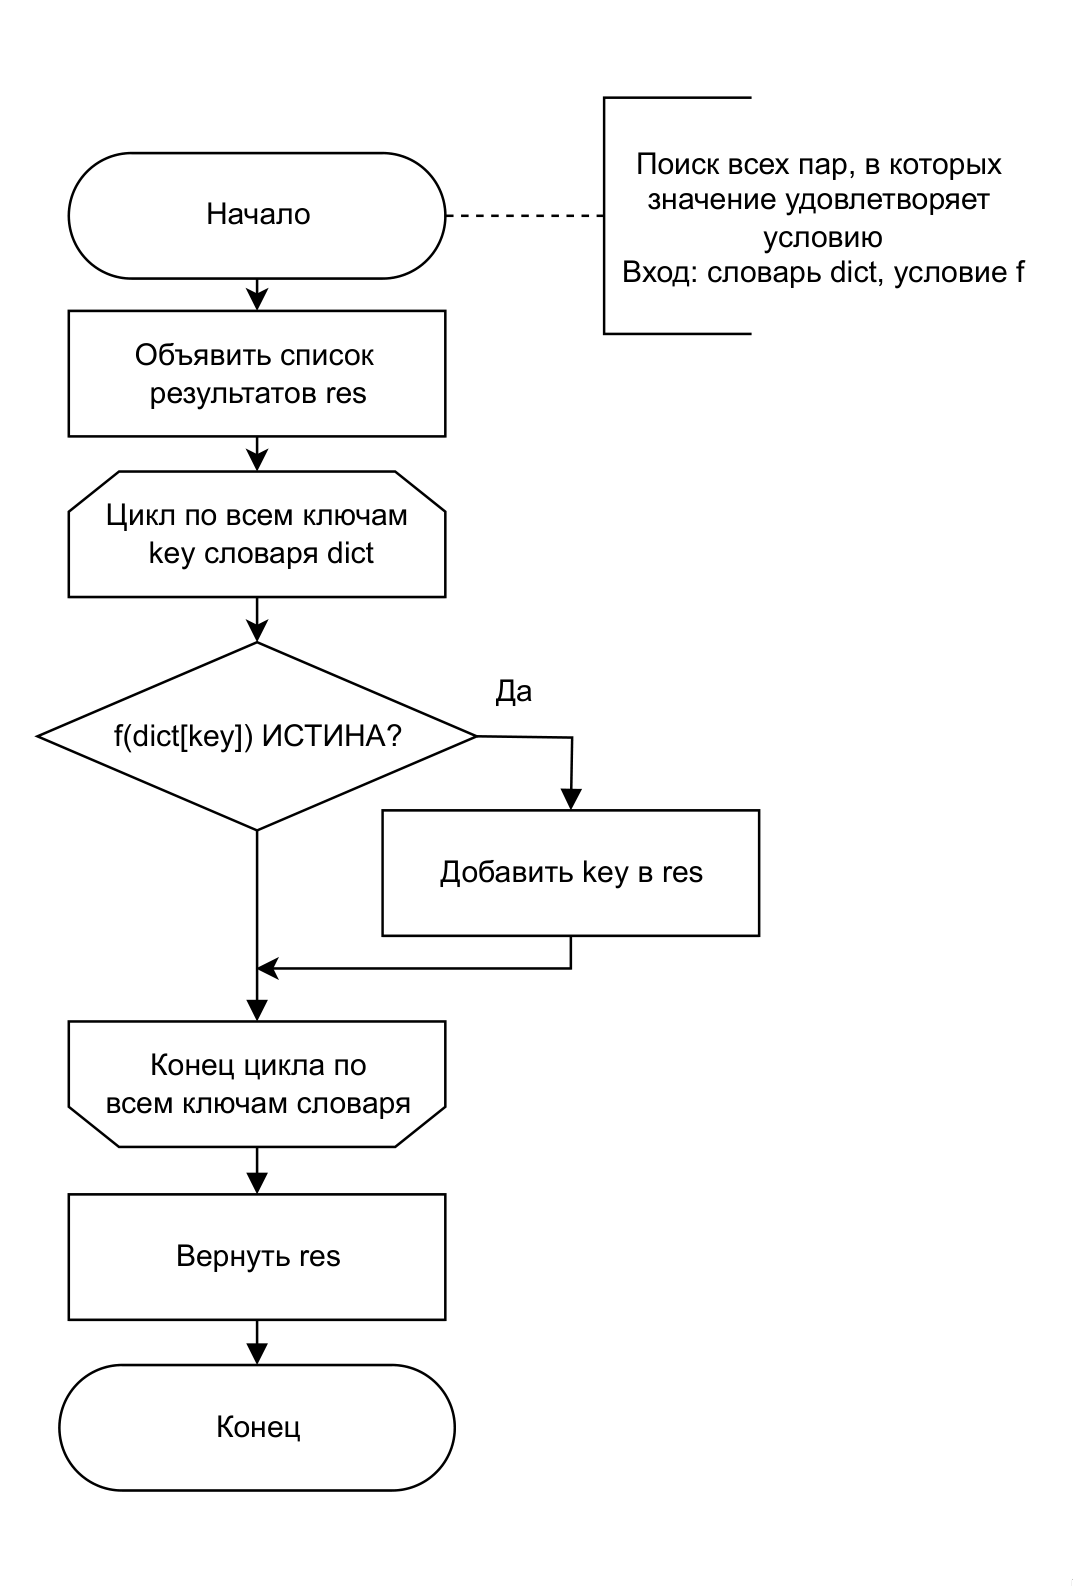 Начало
Поиск всех пар, в которых
значение удовлетворяет
условию
Вход: словарь dict, условие f
Объявить список
результатов res
Цикл по всем ключам
key словаря dict
f(dict[key]) ИСТИНА?
Да
Добавить key в res
Конец цикла по
всем ключам словаря
Вернуть res
Конец